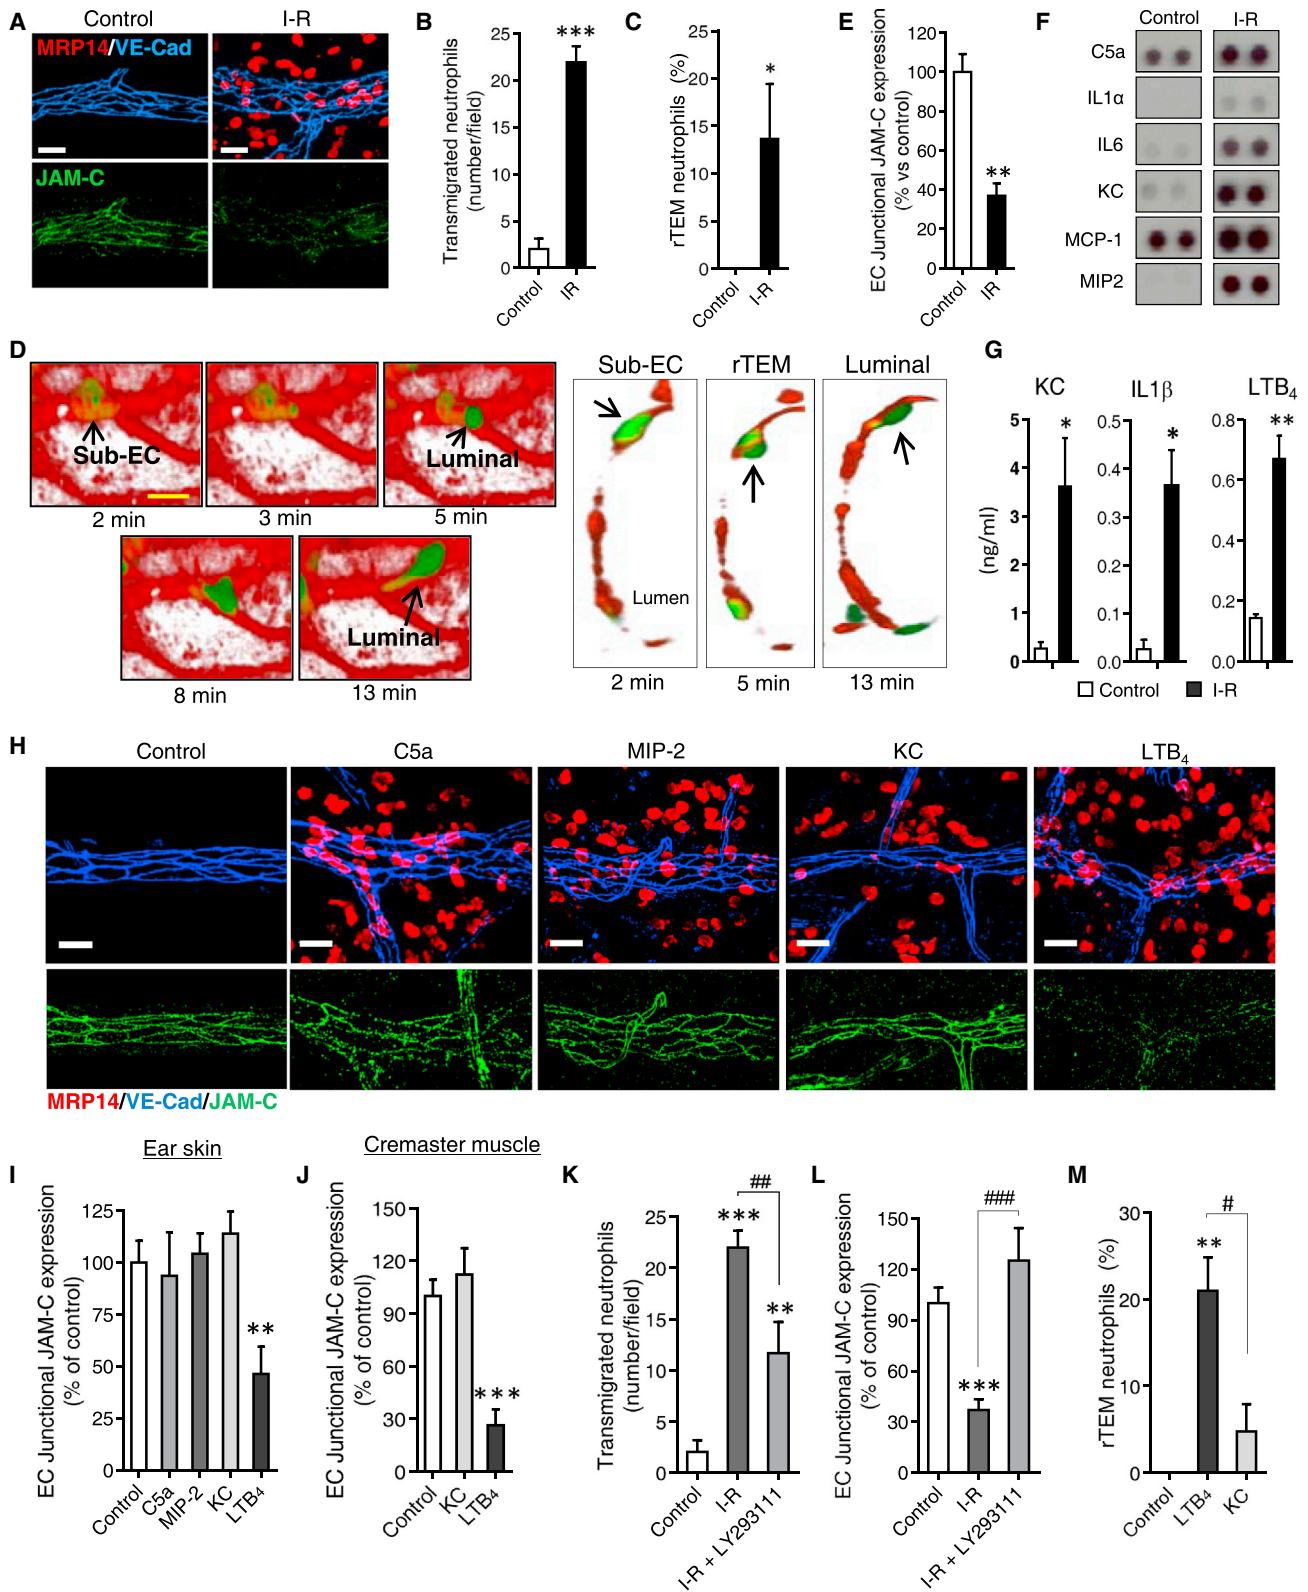 A
Control
I-R
MRP14/VE-Cad
JAM-C
B
Transmigrated neutrophils
(number/field)
25
20
15
10
5
0
***
Control
IR
C
rTEM neutrophils (%)
25
20
15
10
5
0
*
Control
I-R
E
EC Junctional JAM-C expression
(% vs control)
120
100
80
60
40
20
0
**
Control
IR
F
Control
I-R
C5a
IL1α
IL6
KC
MCP-1
MIP2
D
Sub-EC
2 min
3 min
Luminal
5 min
8 min
Luminal
13 min
Sub-EC
rTEM
Luminal
Lumen
2 min
5 min
13 min
G
KC
IL1β
LTB4
(ng/ml)
5
4
3
2
1
0
*
0.5
0.4
0.3
0.2
0.1
0.0
*
0.8
0.6
0.4
0.2
0.0
**
Control
I-R
H
Control
C5a
MIP-2
KC
LTB4
MRP14/VE-Cad/JAM-C
I
Ear skin
EC Junctional JAM-C expression
(% of control)
125
100
75
50
25
0
**
Control
C5a
MIP-2
KC
LTB4
J
Cremaster muscle
EC Junctional JAM-C expression
(% of control)
150
120
90
60
30
0
***
Control
KC
LTB4
K
Transmigrated neutrophils
(number/field)
25
20
15
10
5
0
##
***
**
Control
I-R
I-R + LY293111
L
EC Junctional JAM-C expression
(% of control)
150
120
90
60
30
0
###
***
Control
I-R
I-R + LY293111
M
rTEM neutrophils (%)
30
20
10
0
#
**
Control
LTB4
KC